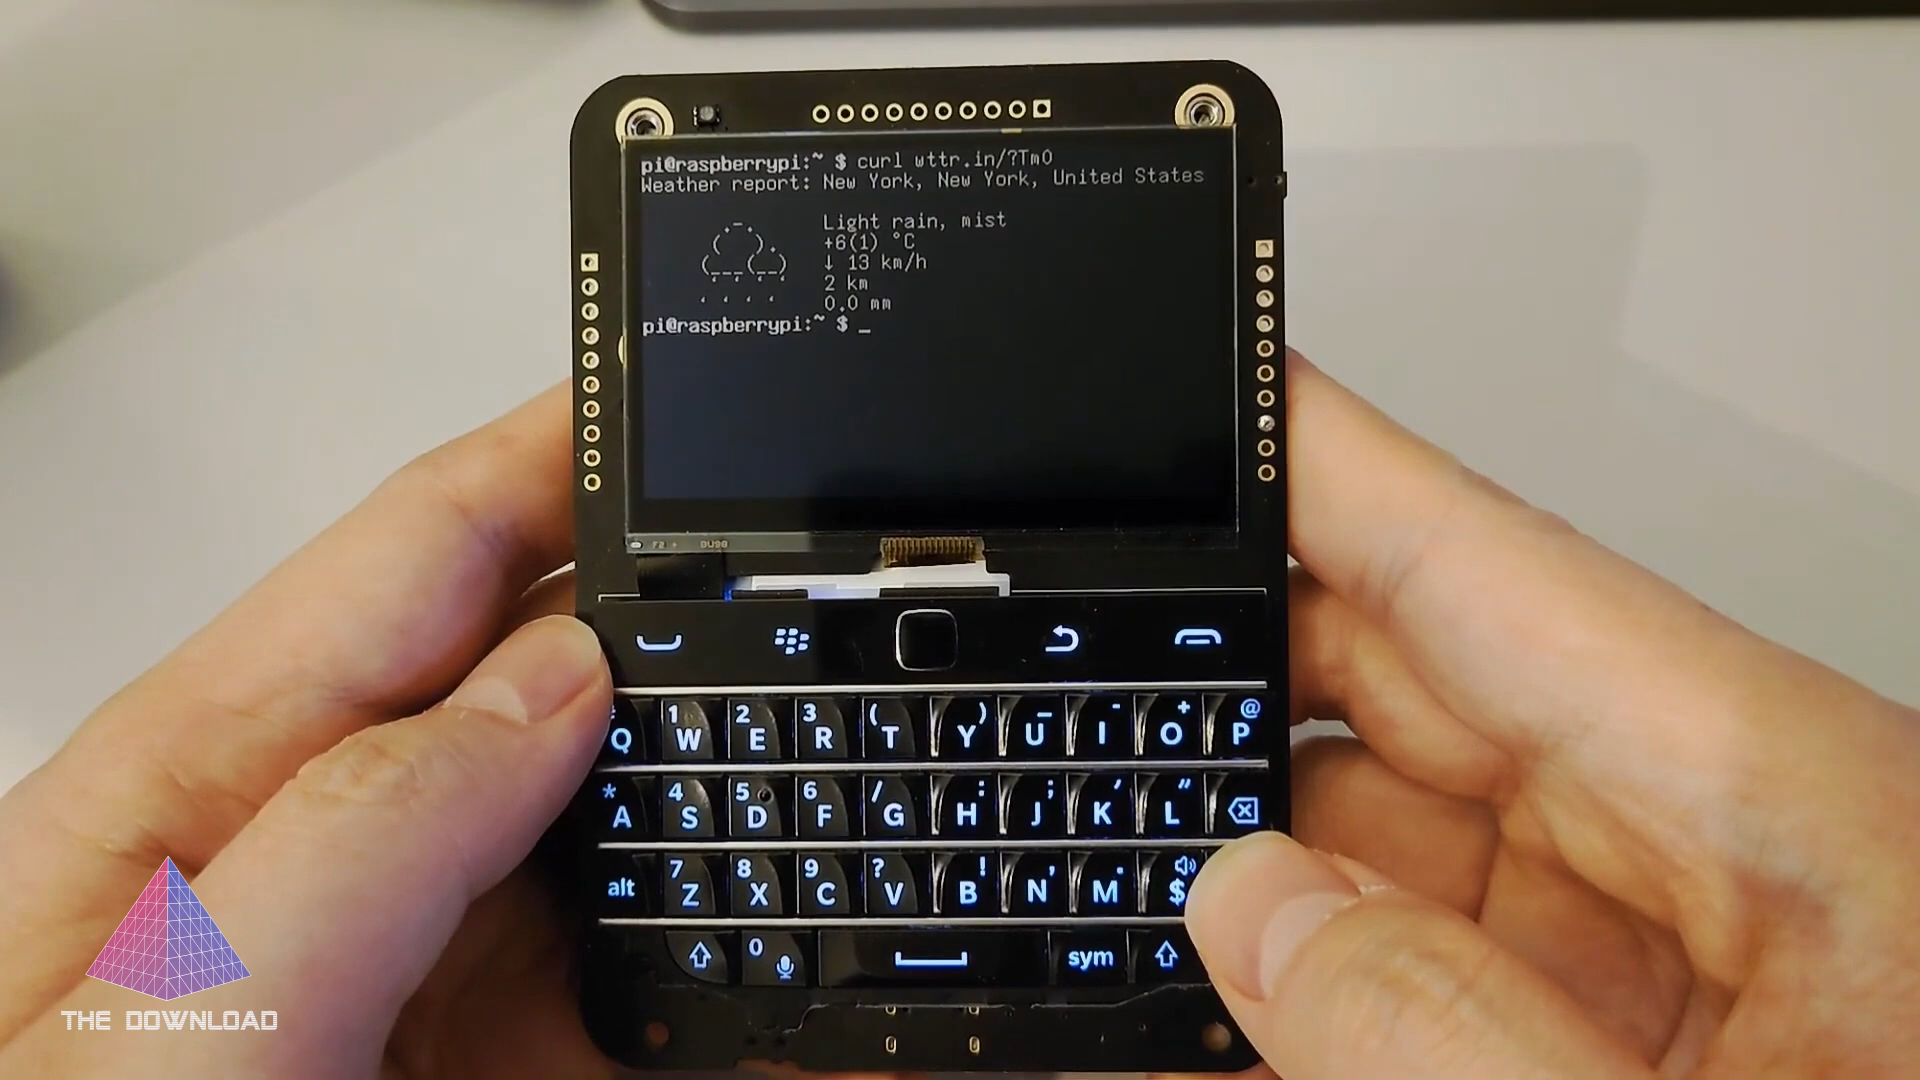 pi@raspberrypi:~ $ curl wttr.in/?Tm0
Weather report: New York, New York, United States
Light rain, mist
+6(1) °C
↓ 13 km/h
2 km
0.0 mm
pi@raspberrypi:~ $ _
Q 1 W 2 E 3 R ( T ) Y _ U - I + O @ P
* A 4 S 5 D 6 F / G : H ; J ' K " L
alt 7 Z 8 X 9 C ? V ! B , N . M $
0 sym
THE DOWNLOAD